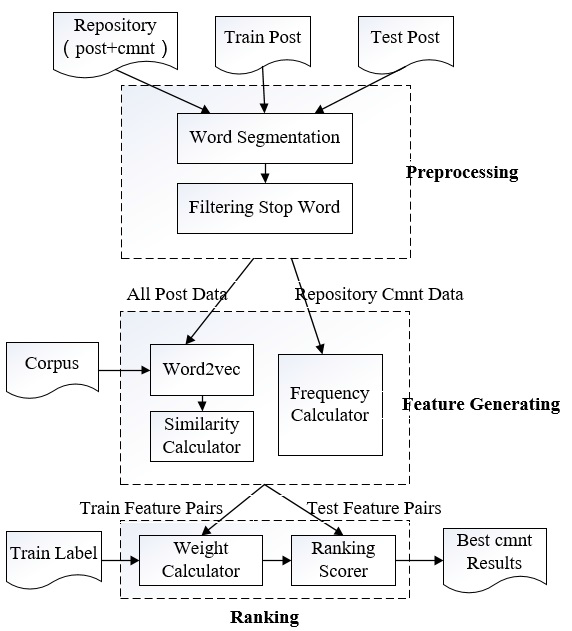 Repository
( post+cmnt )
Train Post
Test Post
Word Segmentation
Preprocessing
Filtering Stop Word
All Post Data
Repository Cmnt Data
Corpus
Word2vec
Frequency
Calculator
Feature Generating
Similarity
Calculator
Train Feature Pairs
Test Feature Pairs
Train Label
Weight
Calculator
Ranking
Scorer
Best cmnt
Results
Ranking